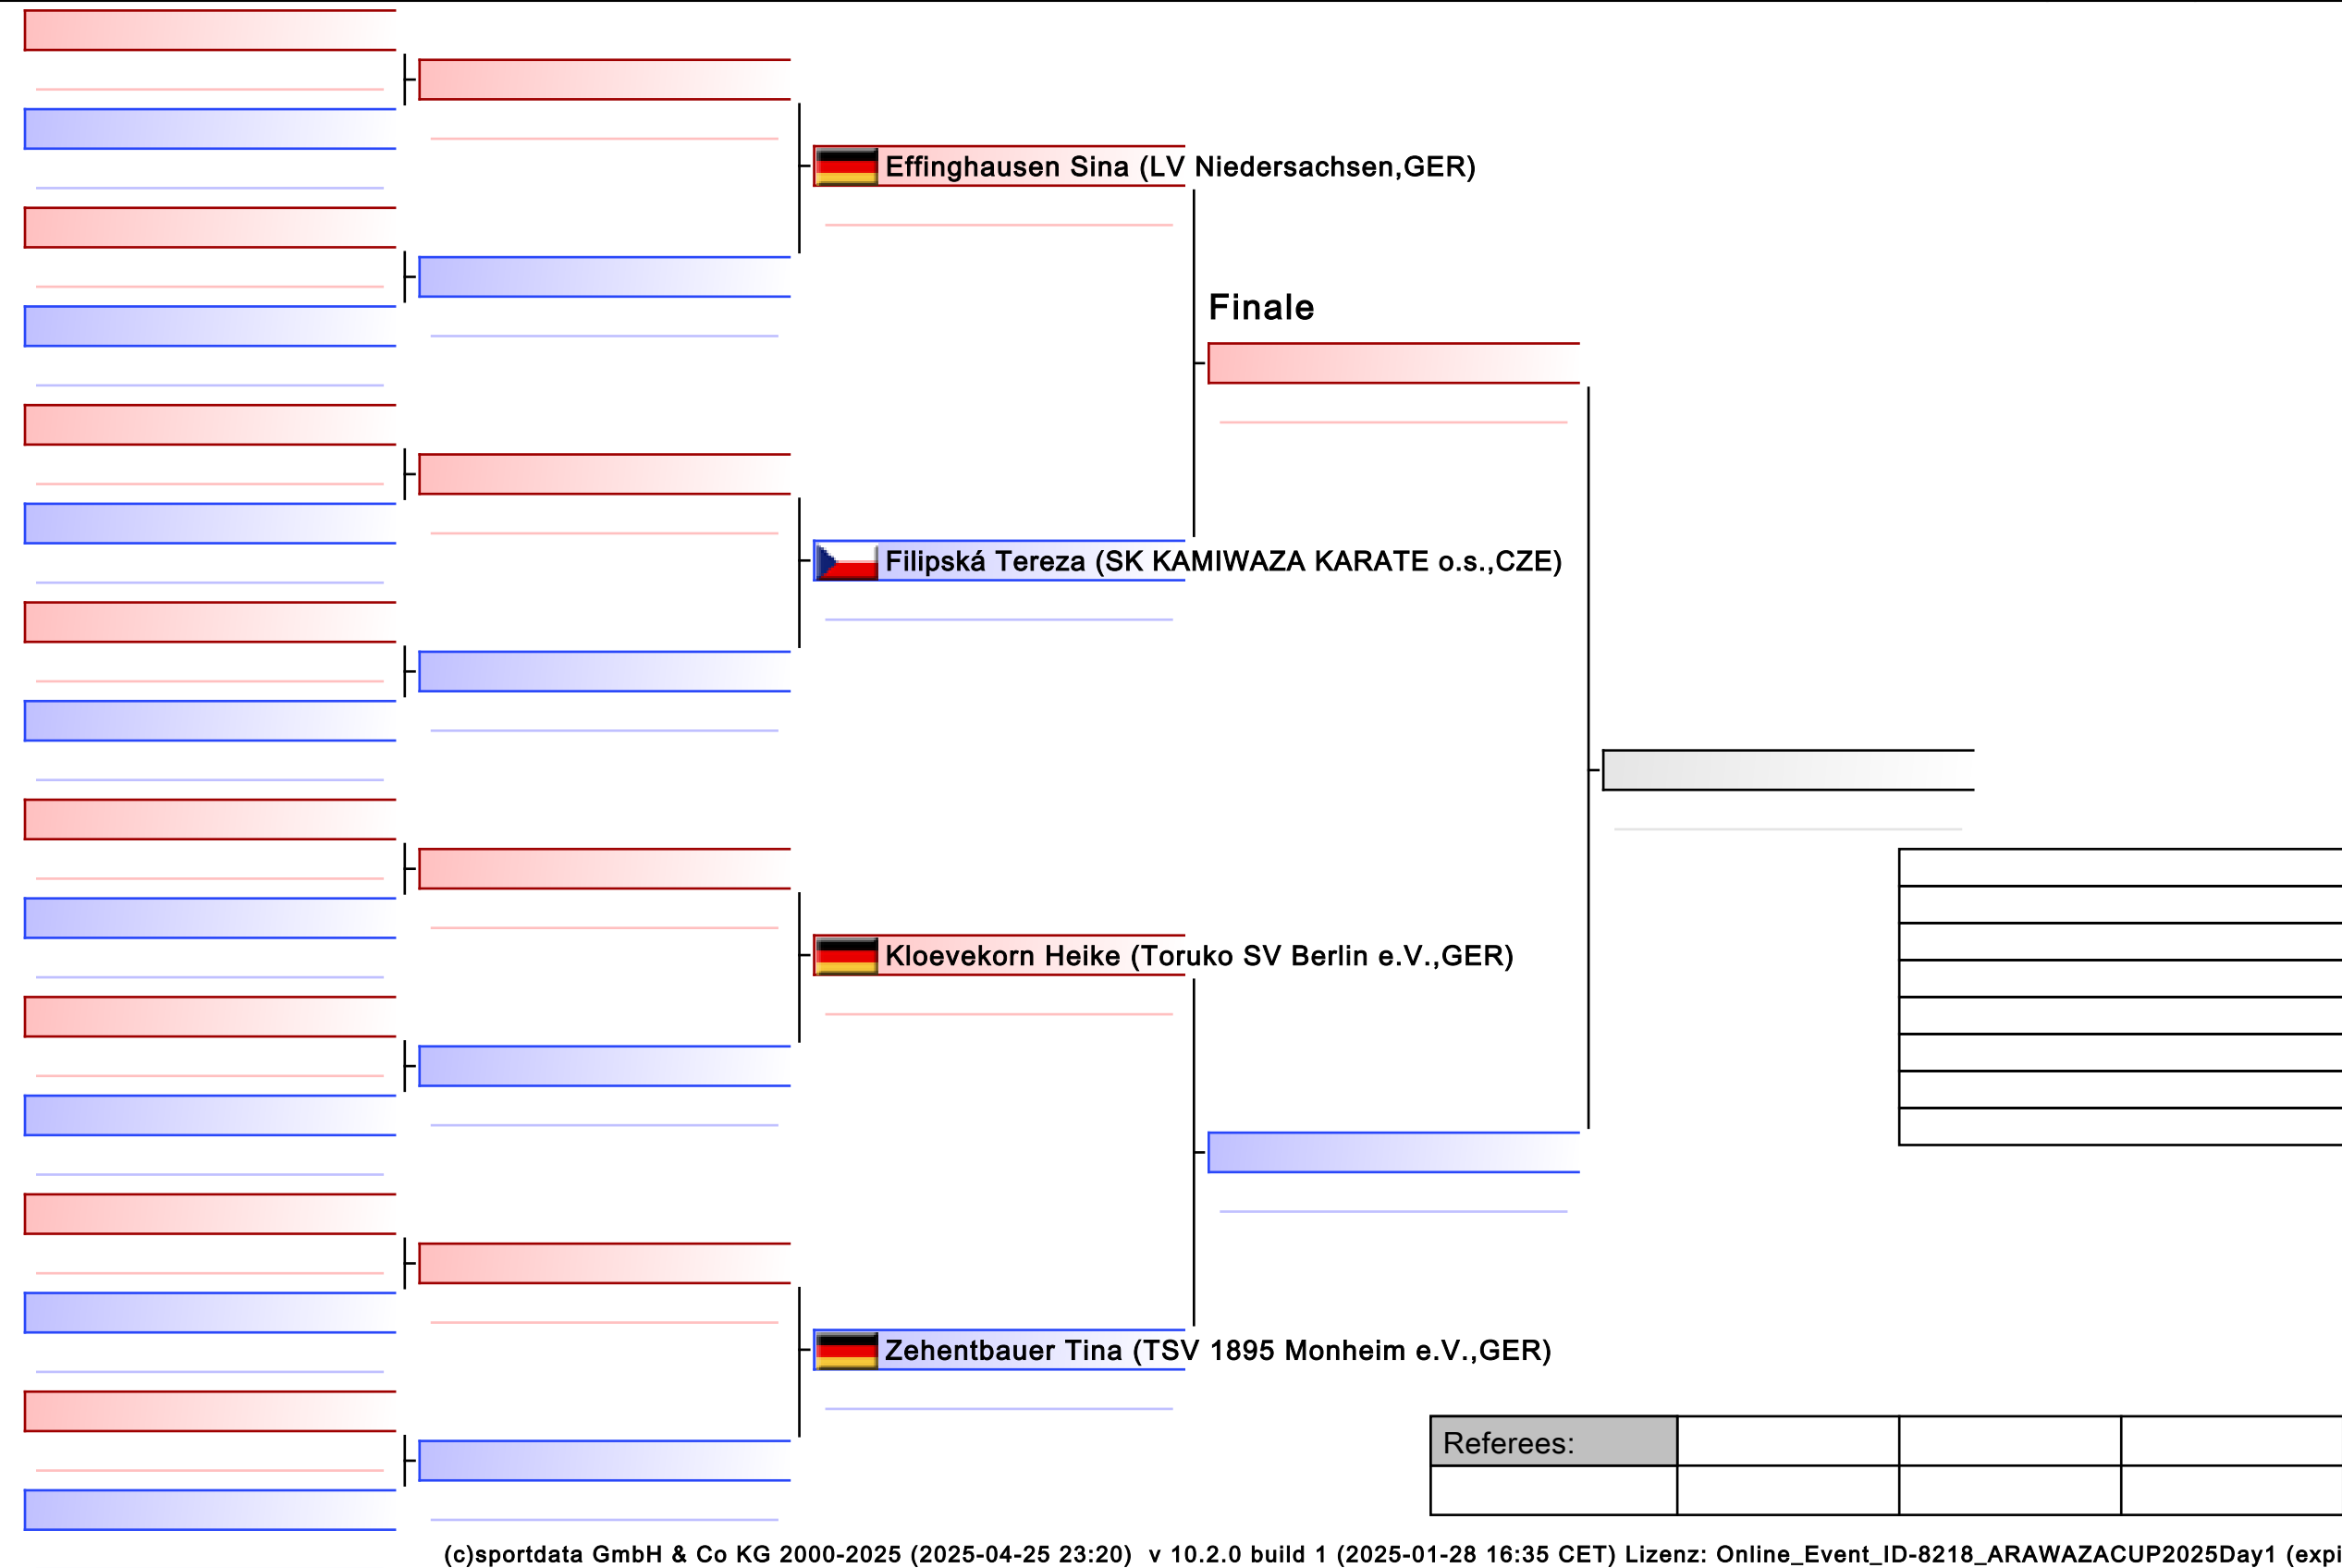 Effinghausen Sina (LV Niedersachsen,GER)
Finale
Filipská Tereza (SK KAMIWAZA KARATE o.s.,CZE)
Kloevekorn Heike (Toruko SV Berlin e.V.,GER)
Zehentbauer Tina (TSV 1895 Monheim e.V.,GER)
Referees:
(c)sportdata GmbH & Co KG 2000-2025 (2025-04-25 23:20) v 10.2.0 build 1 (2025-01-28 16:35 CET) Lizenz: Online_Event_ID-8218_ARAWAZACUP2025Day1 (expi